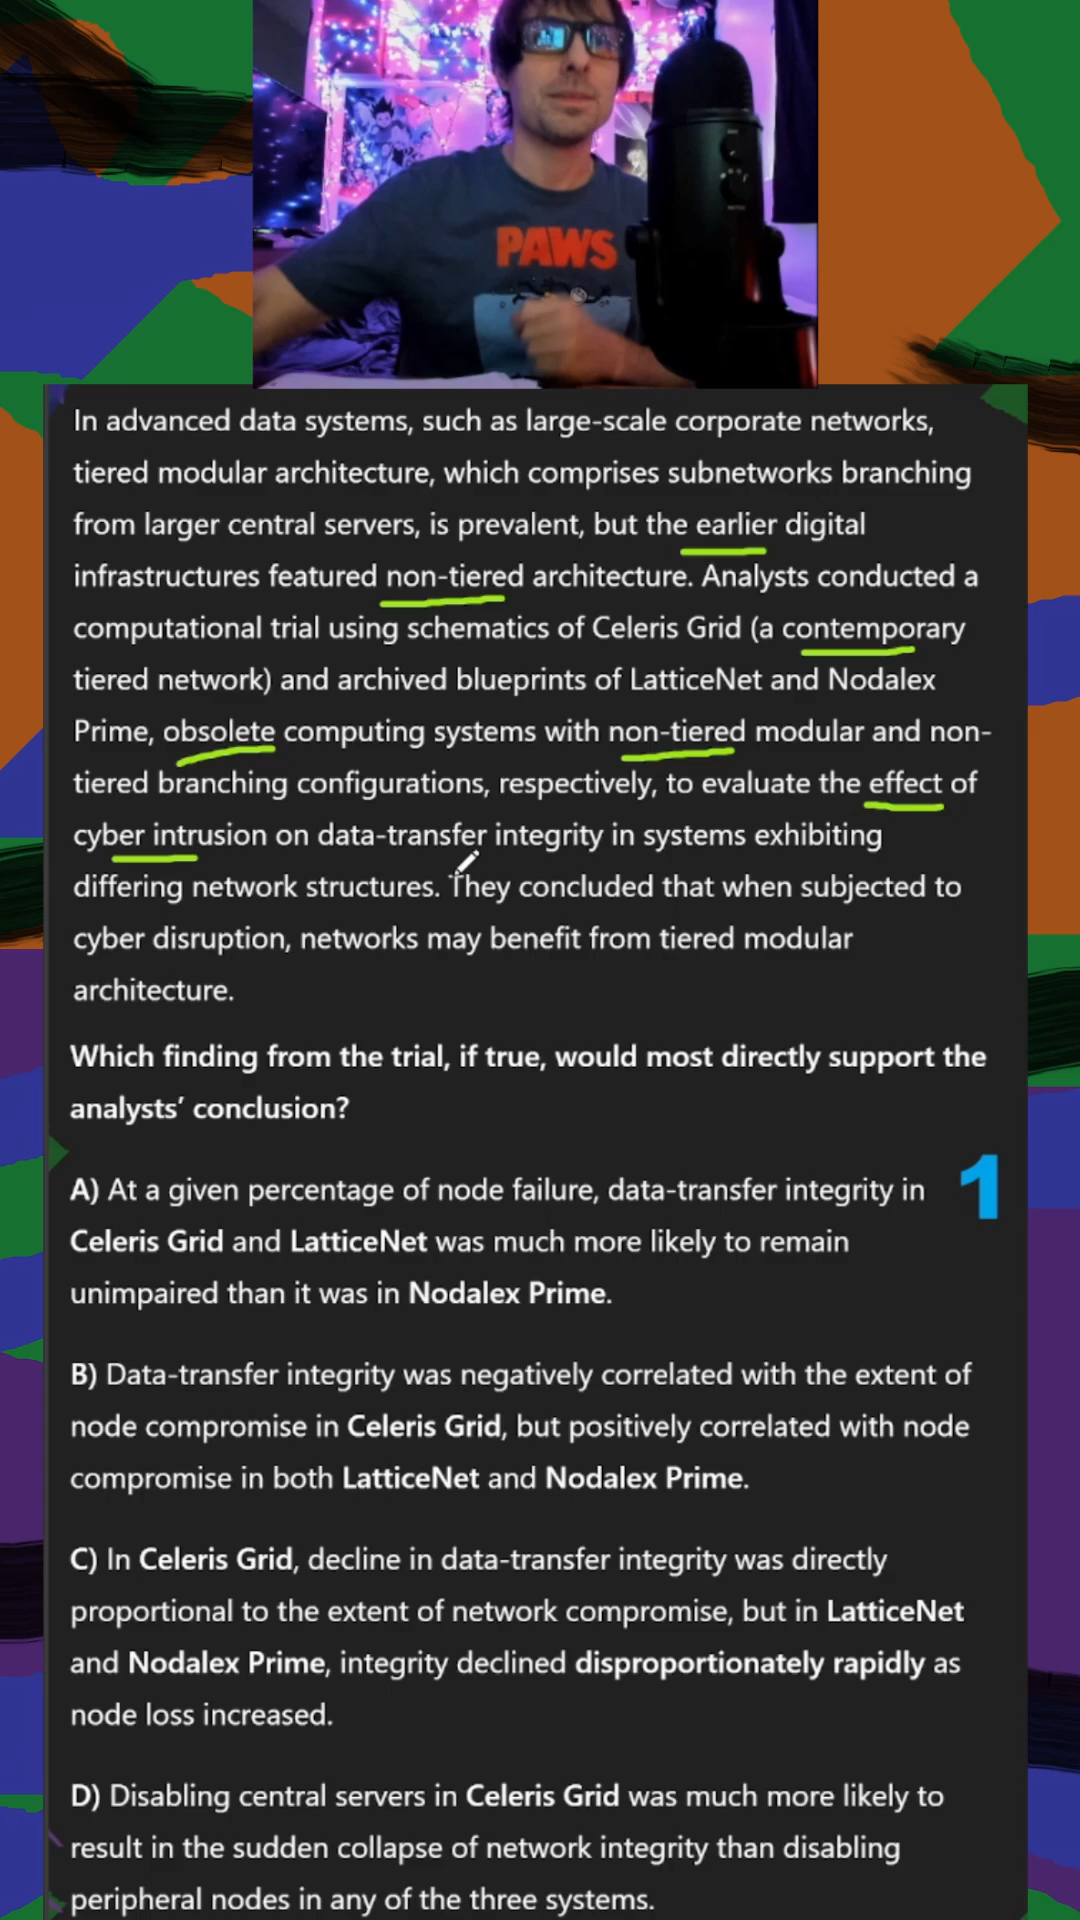 PAWS
In advanced data systems, such as large-scale corporate networks,
tiered modular architecture, which comprises subnetworks branching
from larger central servers, is prevalent, but the earlier digital
infrastructures featured non-tiered architecture. Analysts conducted a
computational trial using schematics of Celeris Grid (a contemporary
tiered network) and archived blueprints of LatticeNet and Nodalex
Prime, obsolete computing systems with non-tiered modular and non-
tiered branching configurations, respectively, to evaluate the effect of
cyber intrusion on data-transfer integrity in systems exhibiting
differing network structures. They concluded that when subjected to
cyber disruption, networks may benefit from tiered modular
architecture.
Which finding from the trial, if true, would most directly support the
analysts’ conclusion?
A) At a given percentage of node failure, data-transfer integrity in
Celeris Grid and LatticeNet was much more likely to remain
unimpaired than it was in Nodalex Prime.
1
B) Data-transfer integrity was negatively correlated with the extent of
node compromise in Celeris Grid, but positively correlated with node
compromise in both LatticeNet and Nodalex Prime.
C) In Celeris Grid, decline in data-transfer integrity was directly
proportional to the extent of network compromise, but in LatticeNet
and Nodalex Prime, integrity declined disproportionately rapidly as
node loss increased.
D) Disabling central servers in Celeris Grid was much more likely to
result in the sudden collapse of network integrity than disabling
peripheral nodes in any of the three systems.